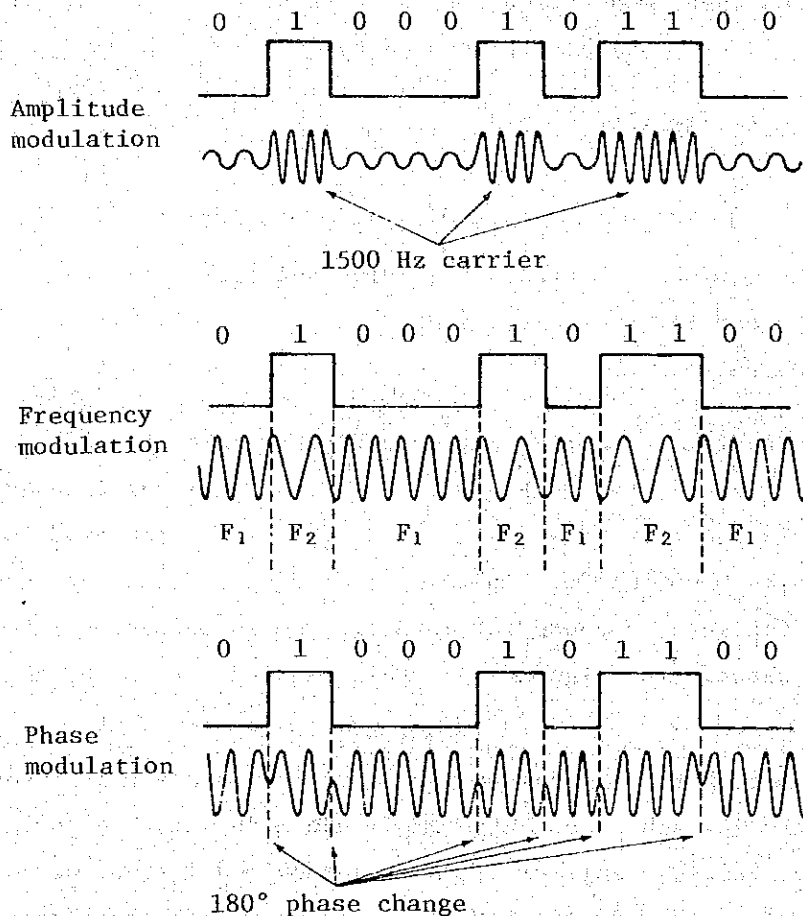 0 1 0 0 0 1 0 1 1 0 0
Amplitude
modulation
1500 Hz carrier
0 1 0 0 0 1 0 1 1 0 0
Frequency
modulation
F₁ F₂ F₁ F₂ F₁ F₂ F₁
0 1 0 0 0 1 0 1 1 0 0
Phase
modulation
180° phase change